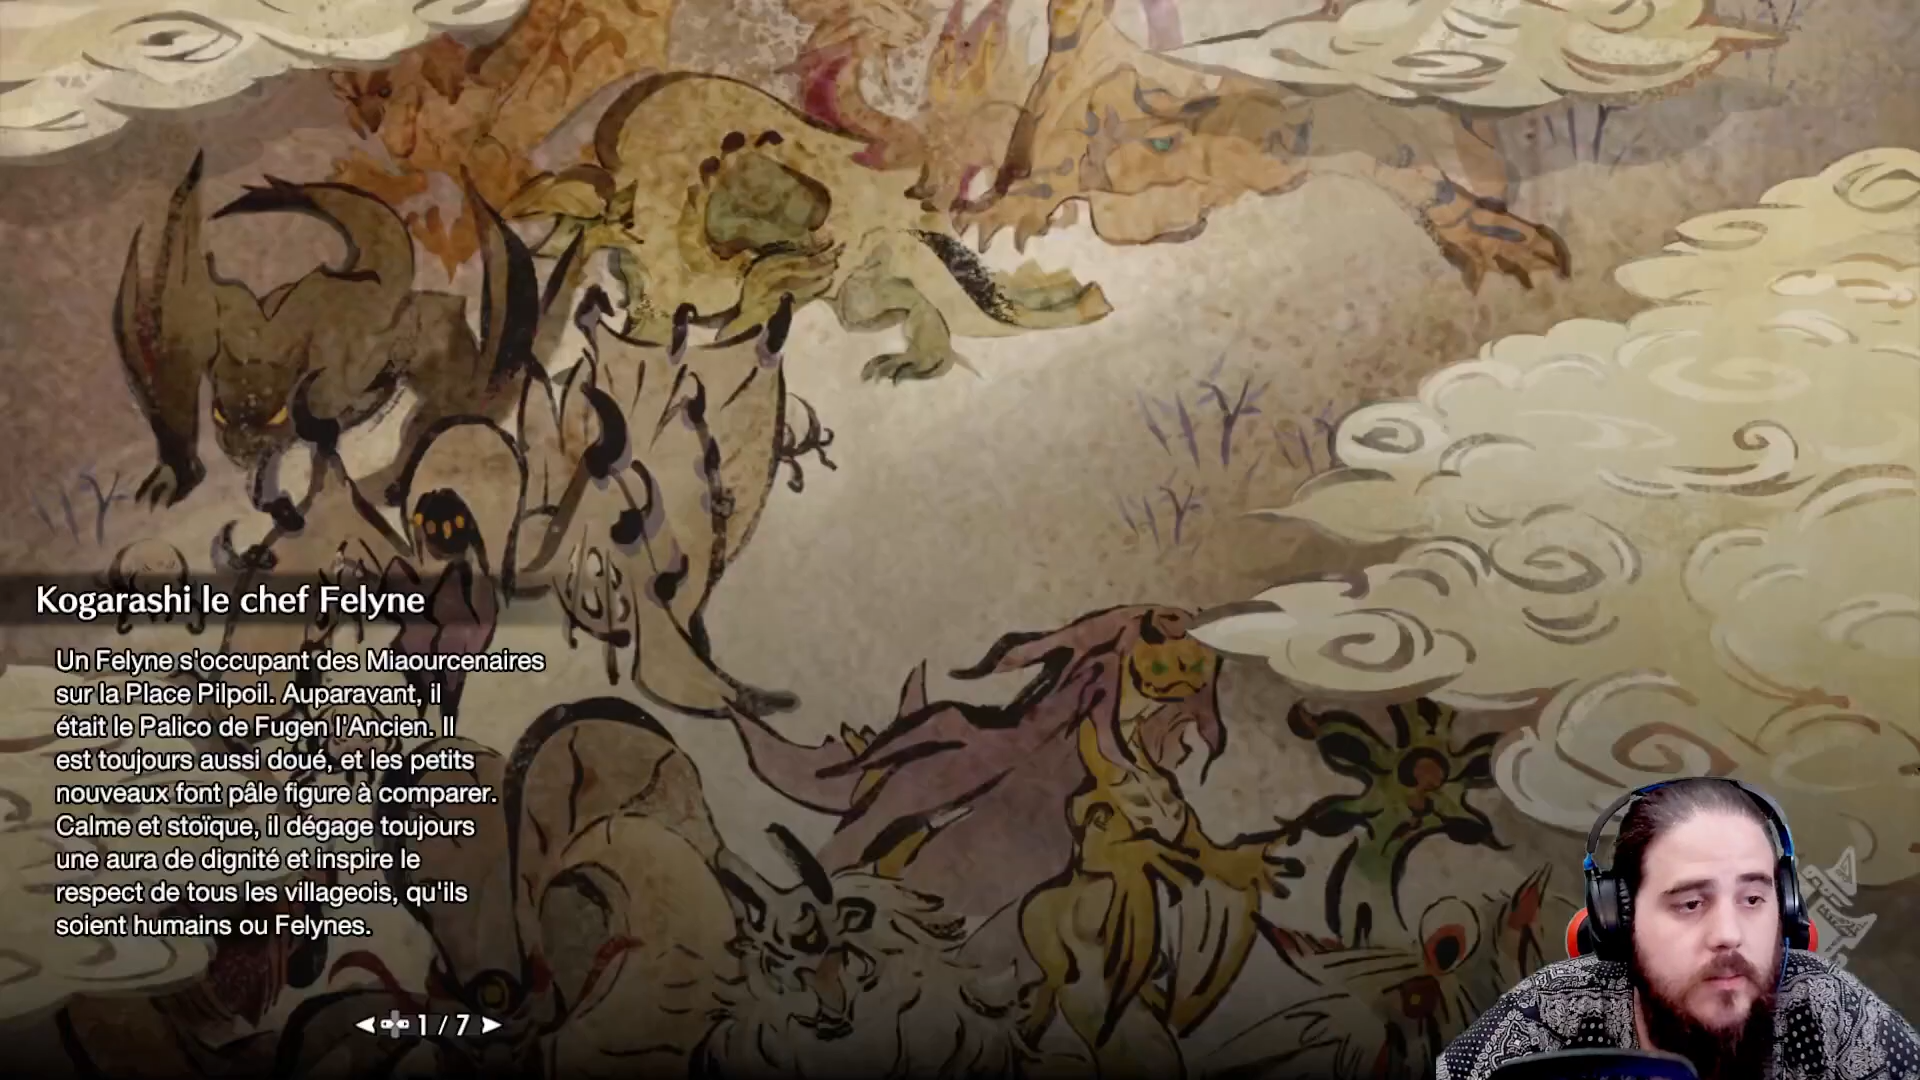 Kogarashi le chef Felyne
Un Felyne s'occupant des Miaourcenaires
sur la Place Pilpoil. Auparavant, il
était le Palico de Fugen l'Ancien. Il
est toujours aussi doué, et les petits
nouveaux font pâle figure à comparer.
Calme et stoïque, il dégage toujours
une aura de dignité et inspire le
respect de tous les villageois, qu'ils
soient humains ou Felynes.
1 / 7